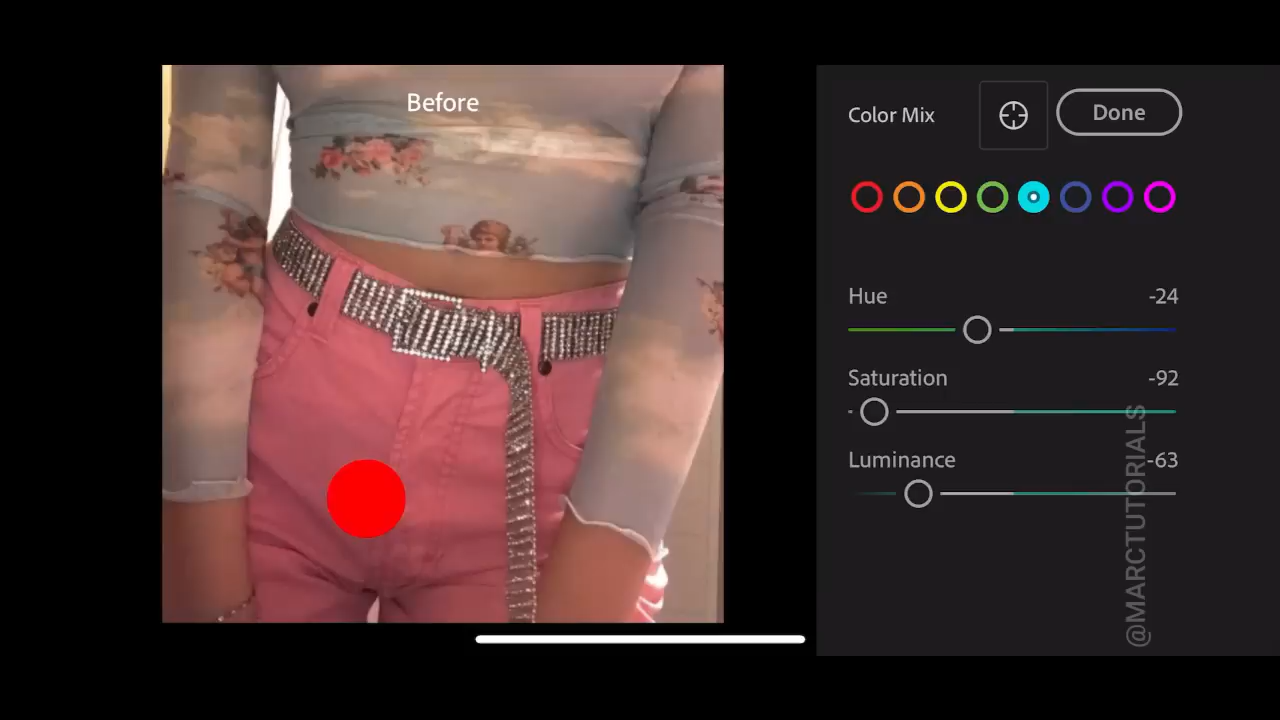 Before
Color Mix
Done
Hue
-24
Saturation
-92
Luminance
-63
@MARCTUTORIALS